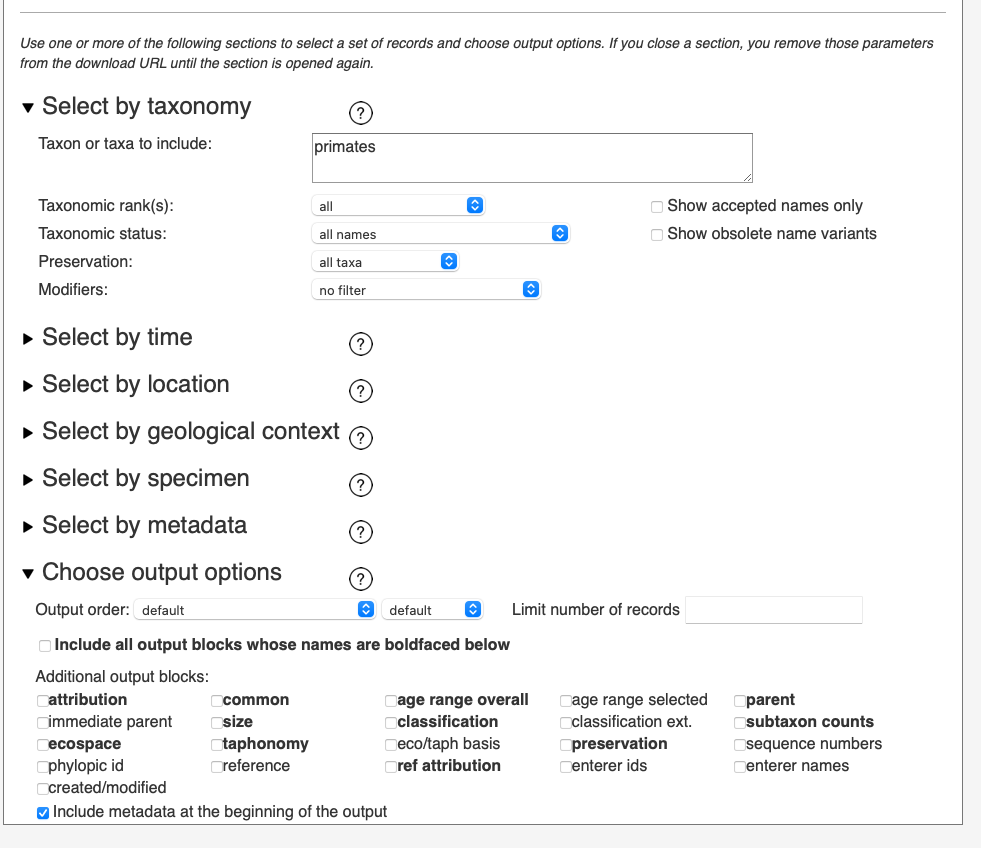 Use one or more of the following sections to select a set of records and choose output options. If you close a section, you remove those parameters
from the download URL until the section is opened again.
Select by taxonomy ?
Taxon or taxa to include: primates
Taxonomic rank(s): all Show accepted names only
Taxonomic status: all names Show obsolete name variants
Preservation: all taxa
Modifiers: no filter
Select by time ?
Select by location ?
Select by geological context ?
Select by specimen ?
Select by metadata ?
Choose output options ?
Output order: default default Limit number of records
Include all output blocks whose names are boldfaced below
Additional output blocks:
attribution common age range overall age range selected parent
immediate parent size classification classification ext. subtaxon counts
ecospace taphonomy eco/taph basis preservation sequence numbers
phylopic id reference ref attribution enterer ids enterer names
created/modified
Include metadata at the beginning of the output